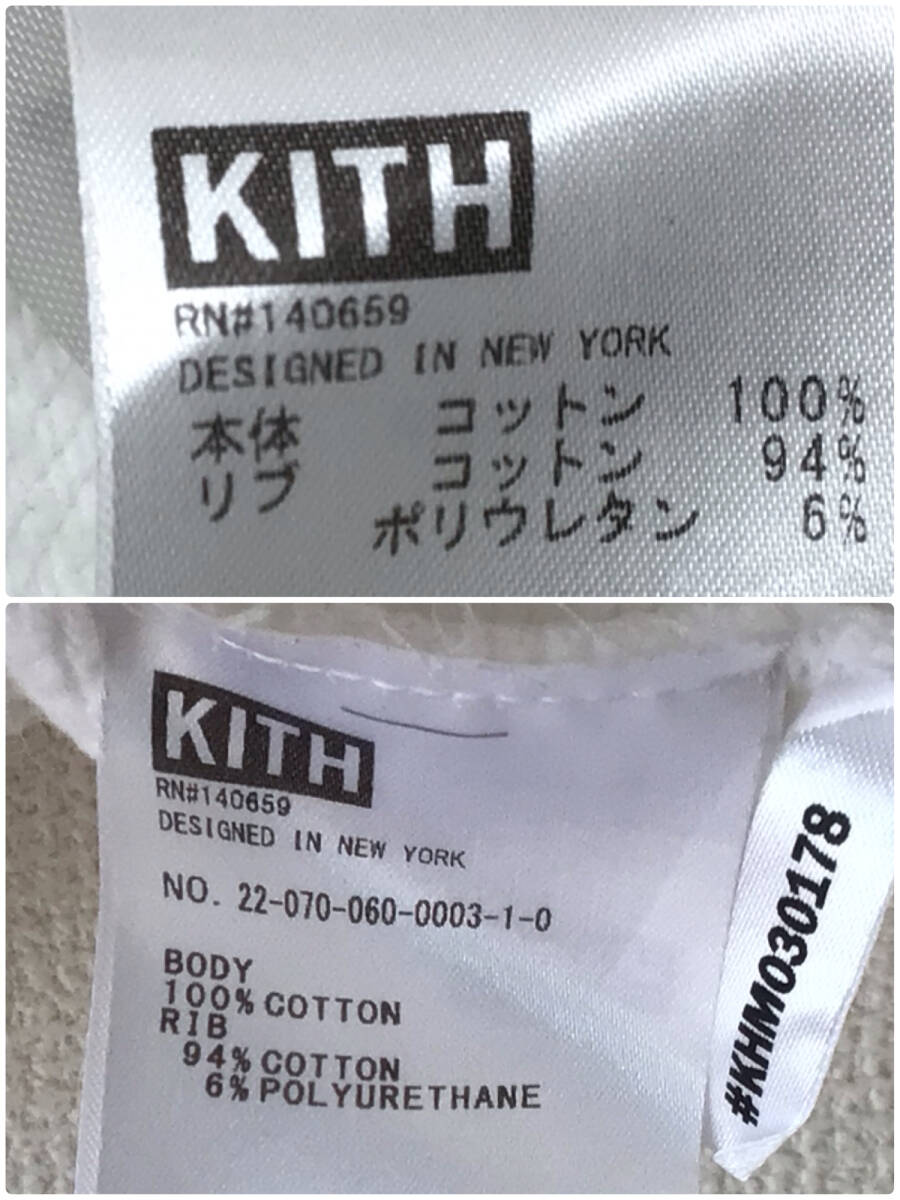 KITH
RN#140659
DESIGNED IN NEW YORK
本体 コットン 100%
リブ コットン 94%
ポリウレタン 6%
KITH
RN#140659
DESIGNED IN NEW YORK
NO. 22-070-060-0003-1-0
BODY
100% COTTON
RIB
94% COTTON
6% POLYURETHANE
#KHM030178